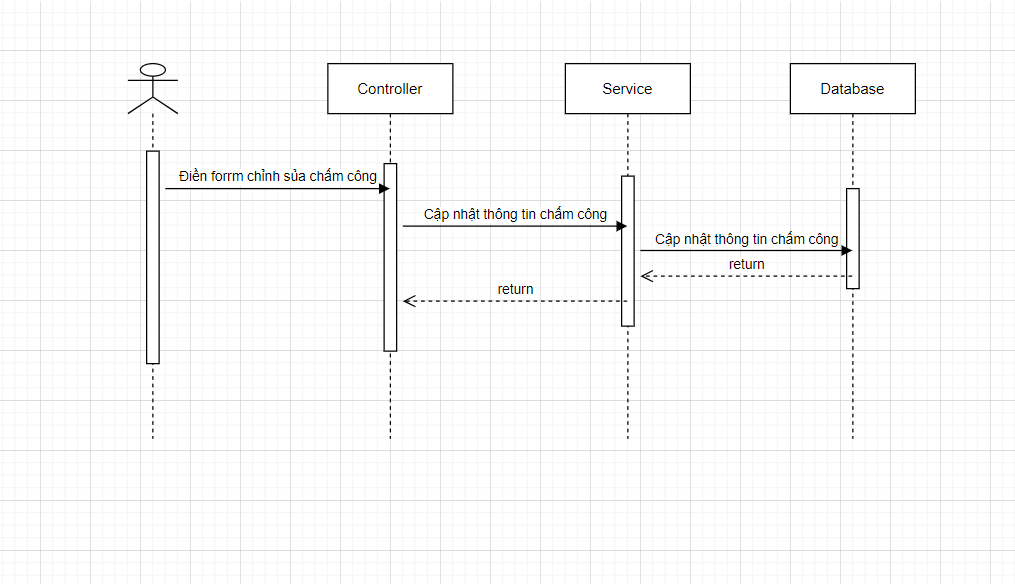 Controller
Service
Database
Điền forrm chỉnh sủa chấm công
Cập nhật thông tin chấm công
Cập nhật thông tin chấm công
return
return